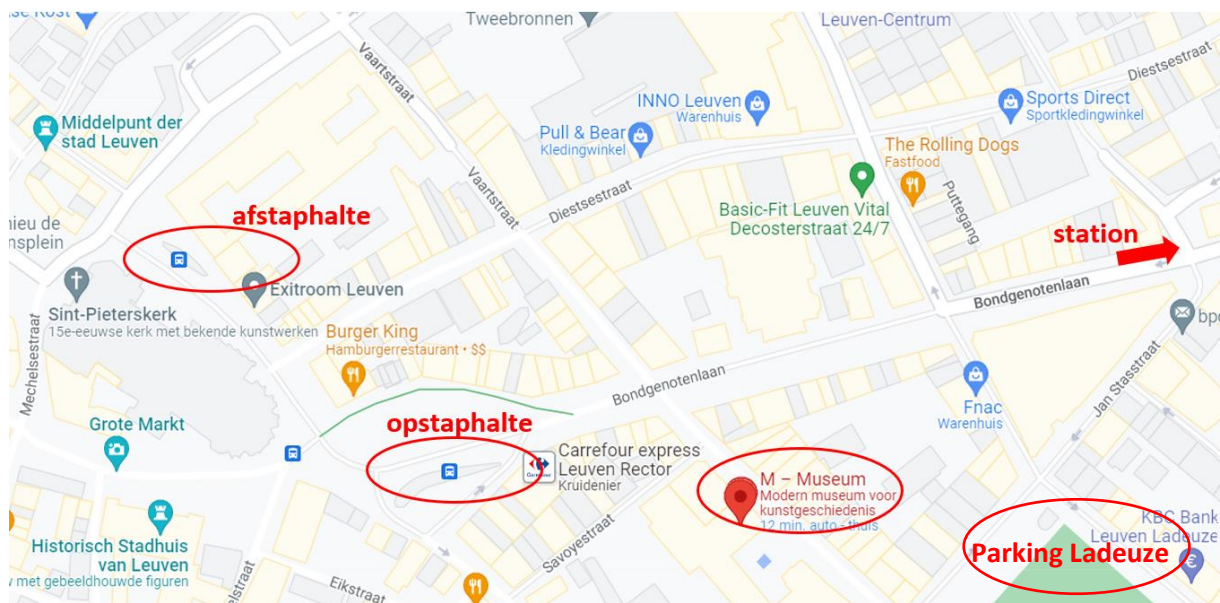 Tweebronnen
Leuven-Centrum
Vaartstraat
Diestsestraat
INNO Leuven
Warenhuis
Sports Direct
Sportkledingwinkel
Middelpunt der
stad Leuven
Pull & Bear
Kledingwinkel
The Rolling Dogs
Fastfood
Puttegang
Vaartstraat
Diestsestraat
Basic-Fit Leuven Vital
Decosterstraat 24/7
afstaphalte
station
Exitroom Leuven
Bondgenotenlaan
Sint-Pieterskerk
15e-eeuwse kerk met bekende kunstwerken
Mechelsestraat
Burger King
Hamburgerrestaurant • $$
Jan Stasstraat
Bondgenotenlaan
Fnac
Warenhuis
Grote Markt
opstaphalte
Carrefour express
Leuven Rector
Kruidenier
M – Museum
Modern museum voor
kunstgeschiedenis
12 min. auto - thuis
KBC Bank
Leuven Ladeuze
Parking Ladeuze
Historisch Stadhuis
van Leuven
met gebeeldhouwde figuren
Savoyestraat
Eikstraat